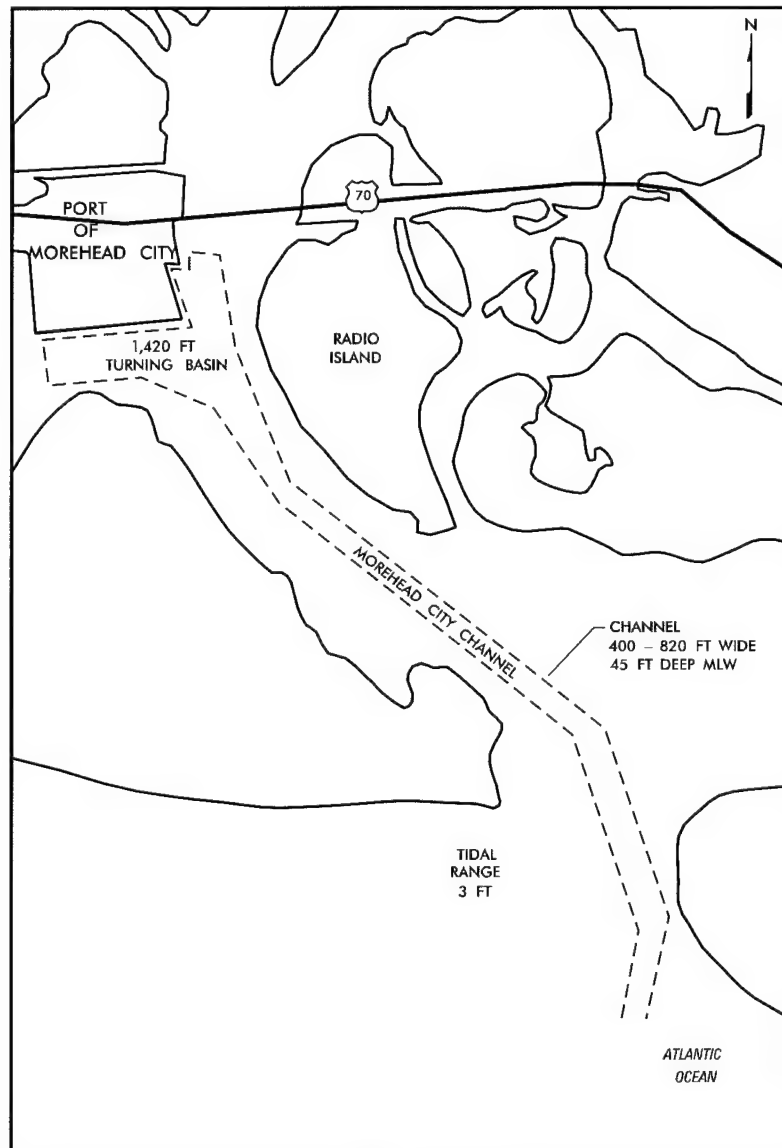 N
70
PORT
OF
MOREHEAD CITY
1,420 FT
TURNING BASIN
RADIO
ISLAND
MOREHEAD CITY CHANNEL
CHANNEL
400 – 820 FT WIDE
45 FT DEEP MLW
TIDAL
RANGE
3 FT
ATLANTIC
OCEAN